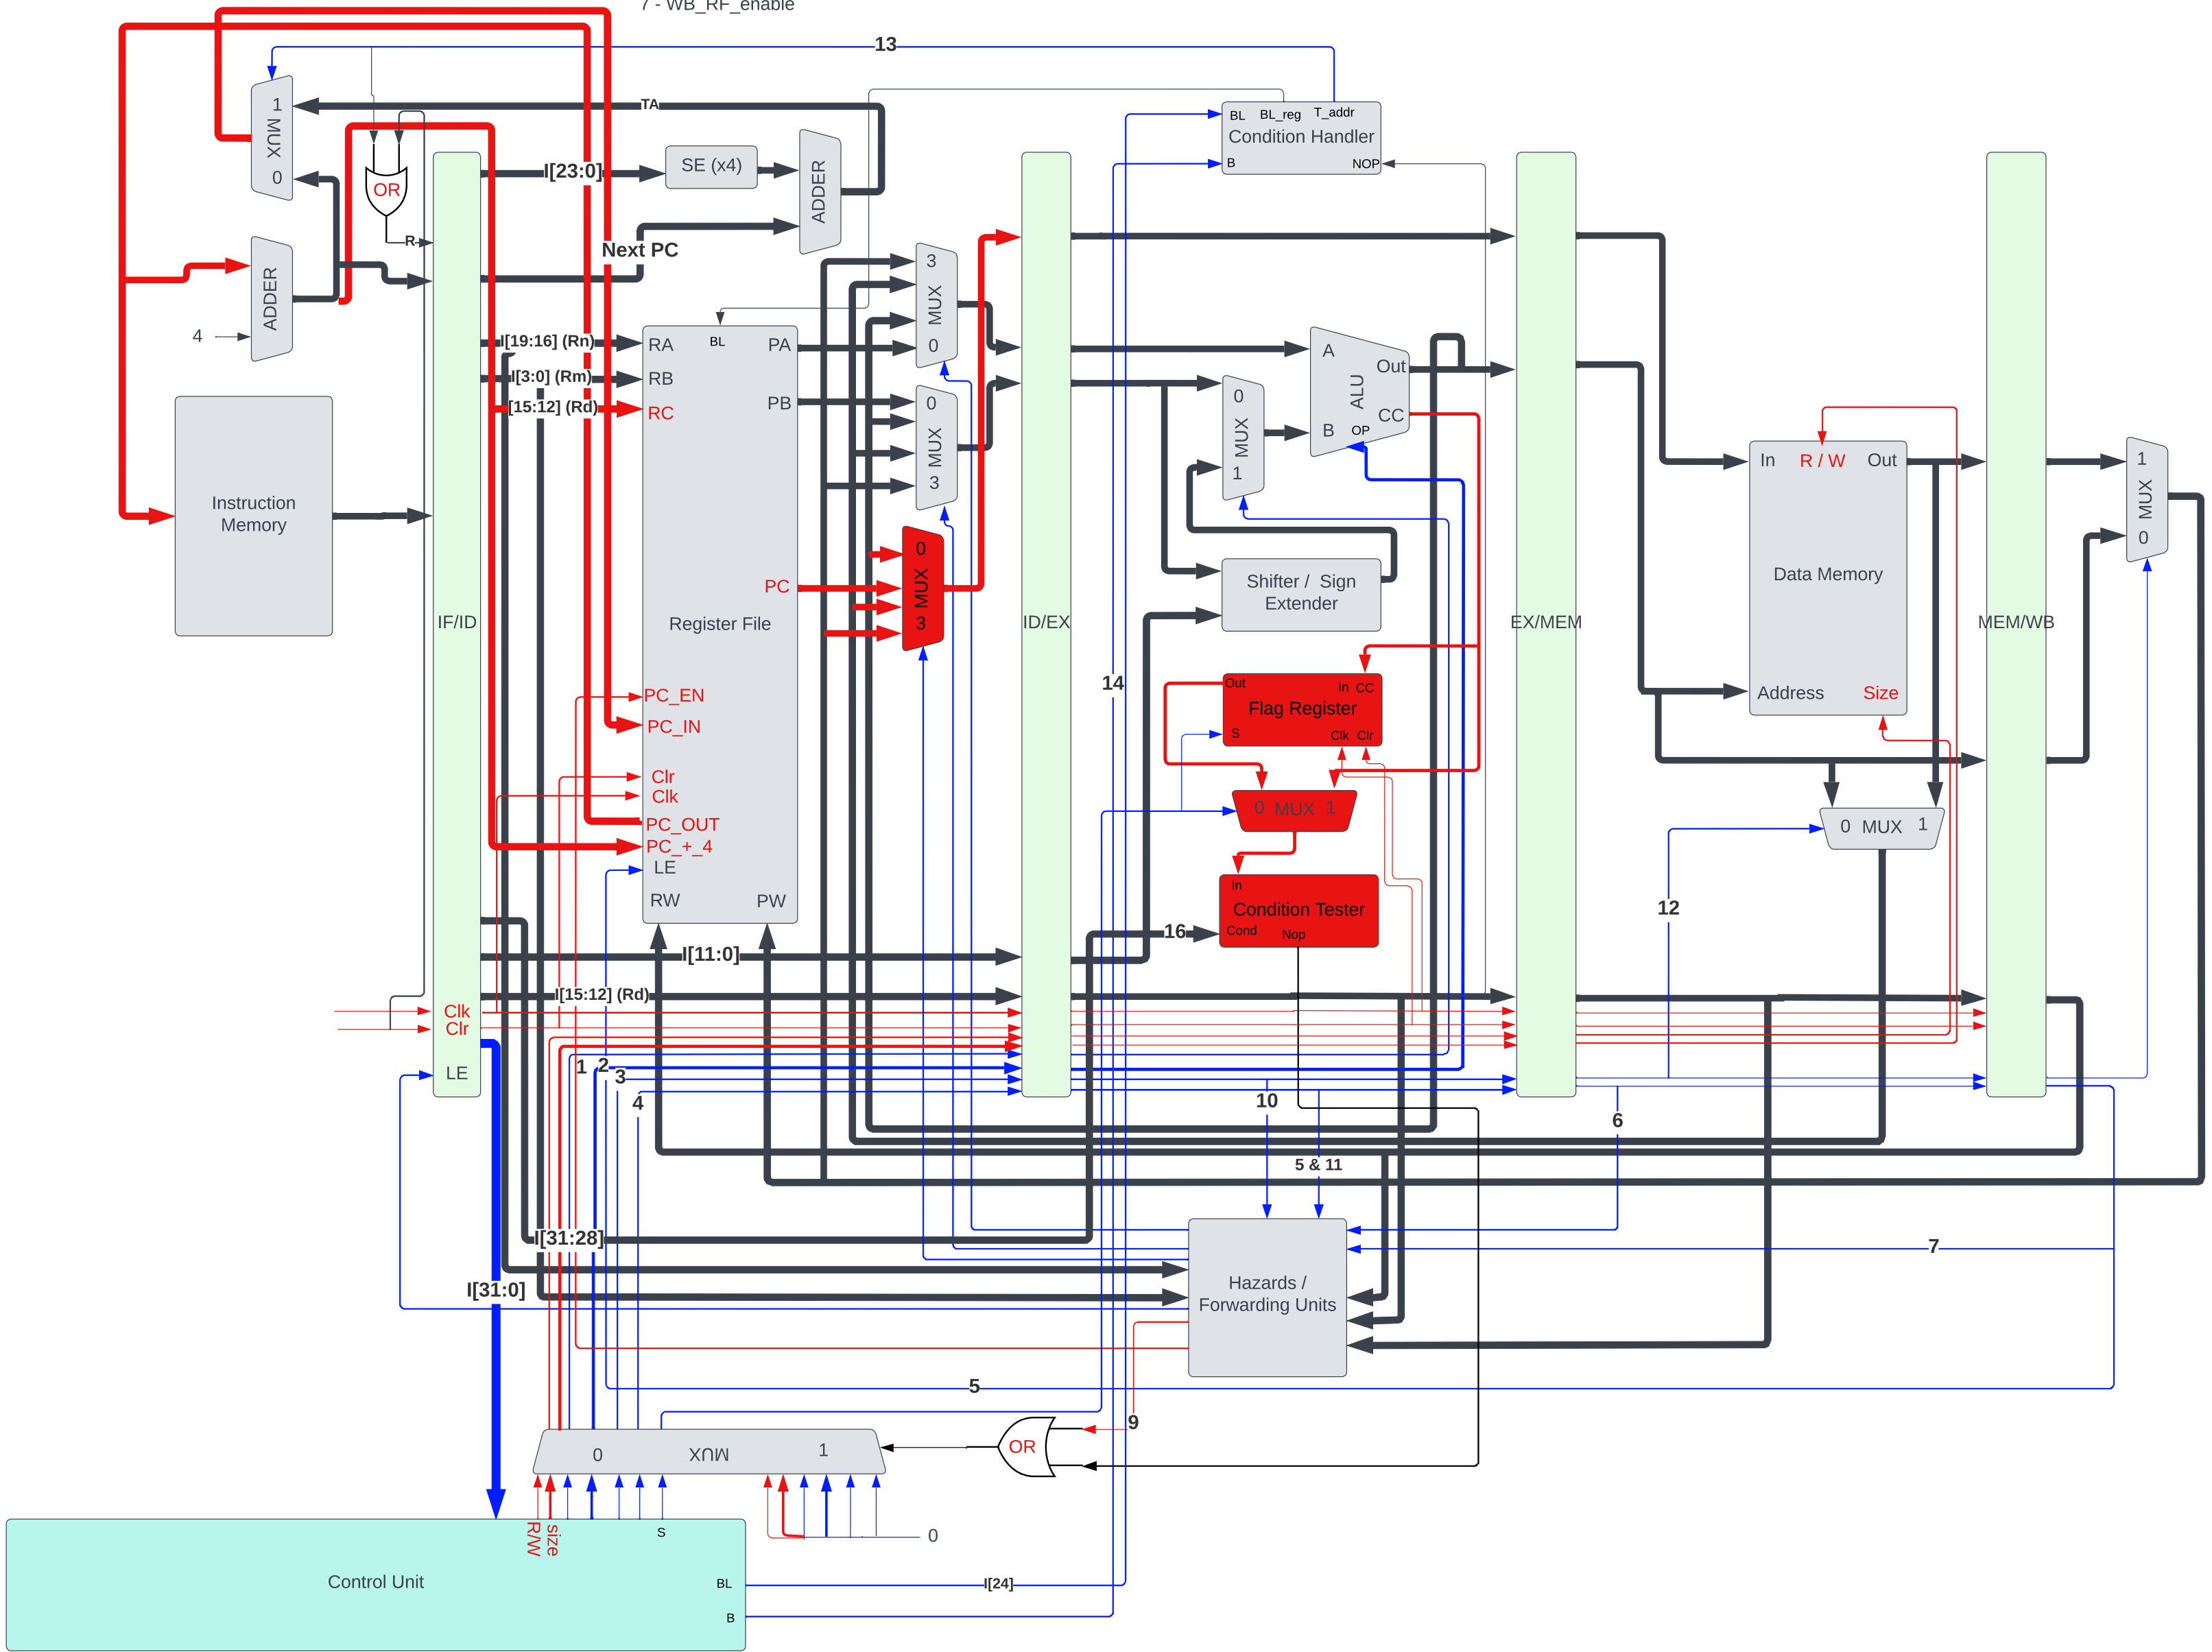 7 - WB_RF_enable
13
1
MUX
0
TA
BL
BL_reg
T_addr
Condition Handler
B
NOP
OR
R
I[23:0]
SE (x4)
ADDER
Next PC
ADDER
4
3
MUX
0
I[19:16] (Rn)
RA
BL
PA
I[3:0] (Rm)
RB
[15:12] (Rd)
RC
PB
0
MUX
3
A
Out
ALU
CC
B
OP
0
MUX
1
Instruction
Memory
In
R / W
Out
1
MUX
0
0
MUX
3
PC
Data Memory
Shifter / Sign
Extender
IF/ID
Register File
ID/EX
EX/MEM
MEM/WB
14
Out
In
CC
Flag Register
S
Clk
Clr
PC_EN
PC_IN
Address
Size
Clr
Clk
PC_OUT
PC_+_4
LE
RW
PW
0
MUX
1
0
MUX
1
In
Condition Tester
Cond
Nop
16
12
I[11:0]
I[15:12] (Rd)
Clk
Clr
LE
1
2
3
4
10
6
5 & 11
I[31:28]
7
I[31:0]
Hazards /
Forwarding Units
5
9
0
MUX
1
OR
R/W
size
S
0
Control Unit
BL
I[24]
B